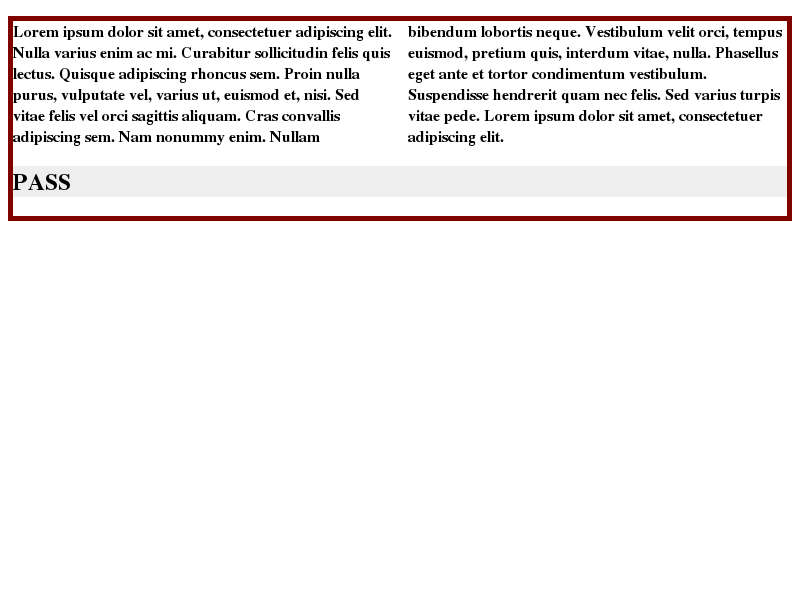 Lorem ipsum dolor sit amet, consectetuer adipiscing elit.
Nulla varius enim ac mi. Curabitur sollicitudin felis quis
lectus. Quisque adipiscing rhoncus sem. Proin nulla
purus, vulputate vel, varius ut, euismod et, nisi. Sed
vitae felis vel orci sagittis aliquam. Cras convallis
adipiscing sem. Nam nonummy enim. Nullam
bibendum lobortis neque. Vestibulum velit orci, tempus
euismod, pretium quis, interdum vitae, nulla. Phasellus
eget ante et tortor condimentum vestibulum.
Suspendisse hendrerit quam nec felis. Sed varius turpis
vitae pede. Lorem ipsum dolor sit amet, consectetuer
adipiscing elit.
PASS